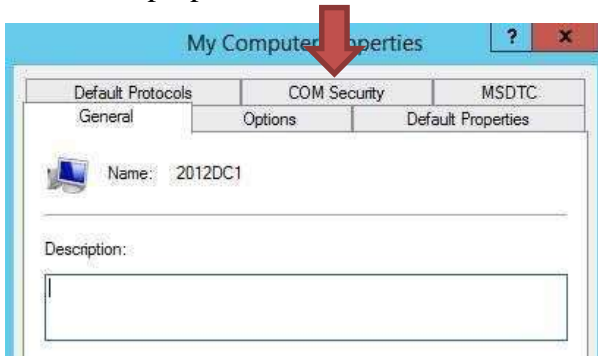 My Computer Properties ? x
Default Protocols COM Security MSDTC
General Options Default Properties
Name: 2012DC1
Description: